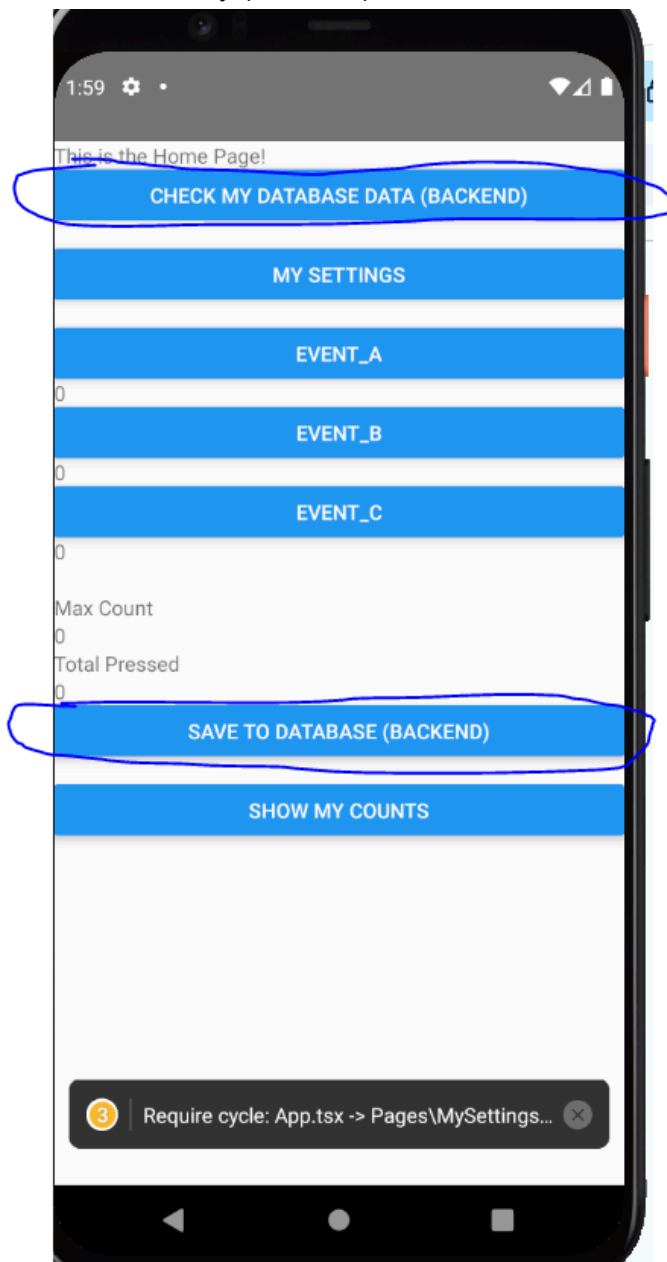 1:59
This is the Home Page!
CHECK MY DATABASE DATA (BACKEND)
MY SETTINGS
EVENT_A
0
EVENT_B
0
EVENT_C
0
Max Count
0
Total Pressed
0
SAVE TO DATABASE (BACKEND)
SHOW MY COUNTS
3 Require cycle: App.tsx -> Pages\MySettings...